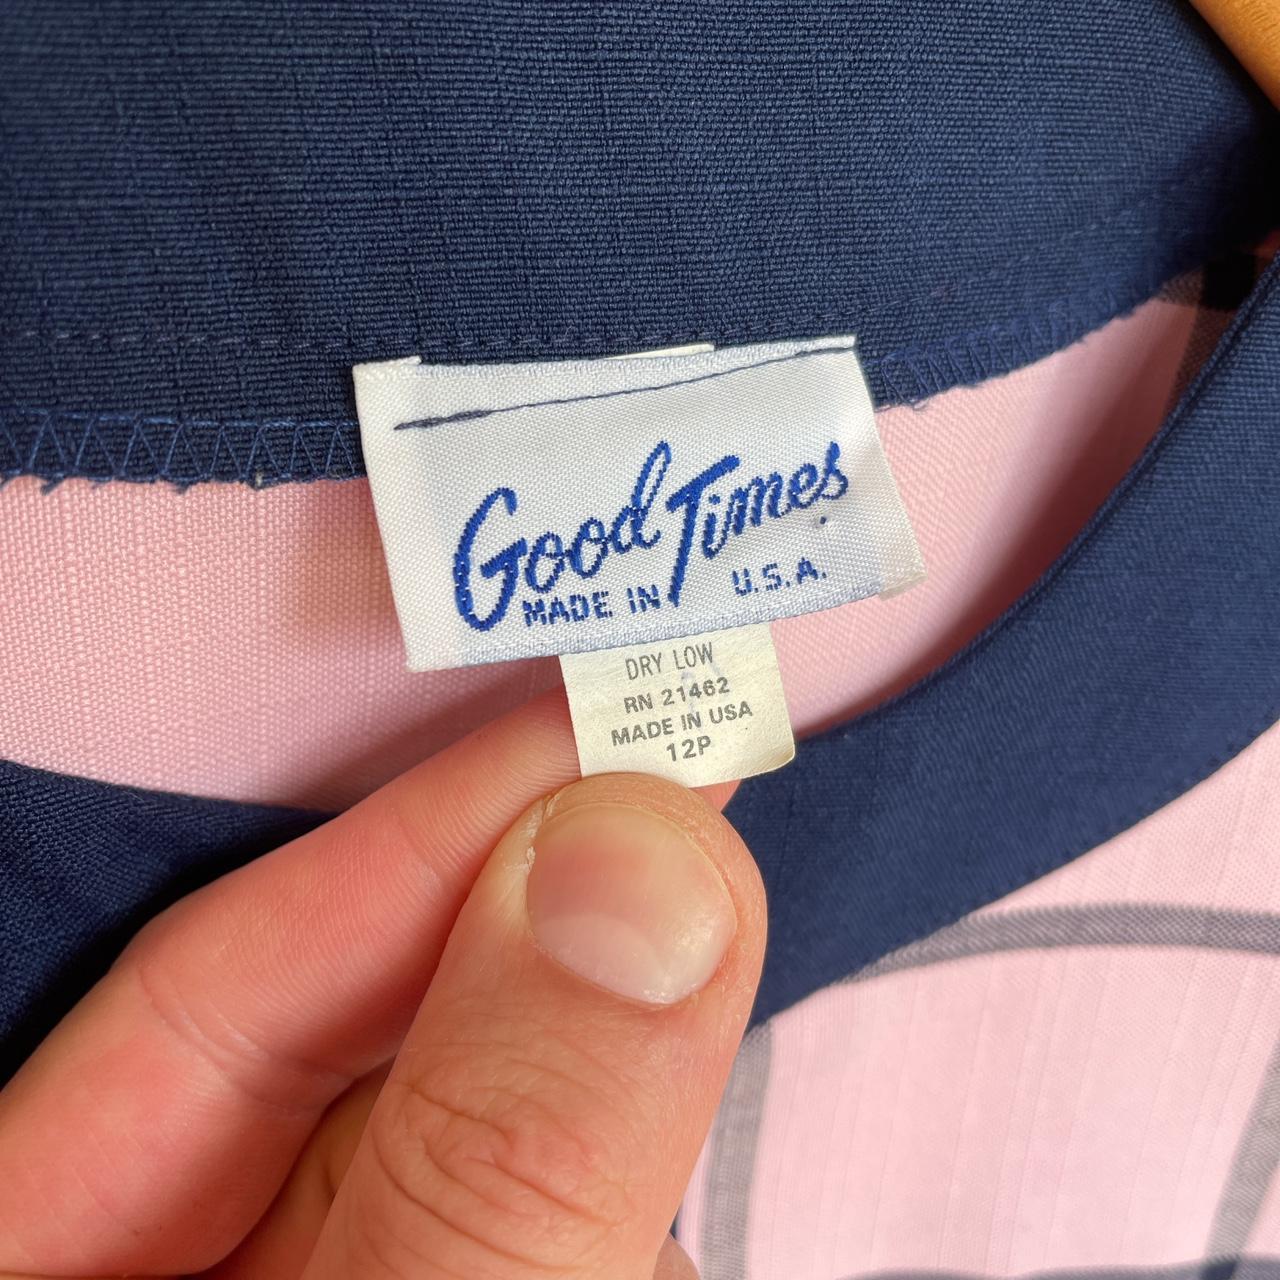 Good Times
MADE IN U.S.A.
DRY LOW
RN 21462
MADE IN USA
12P